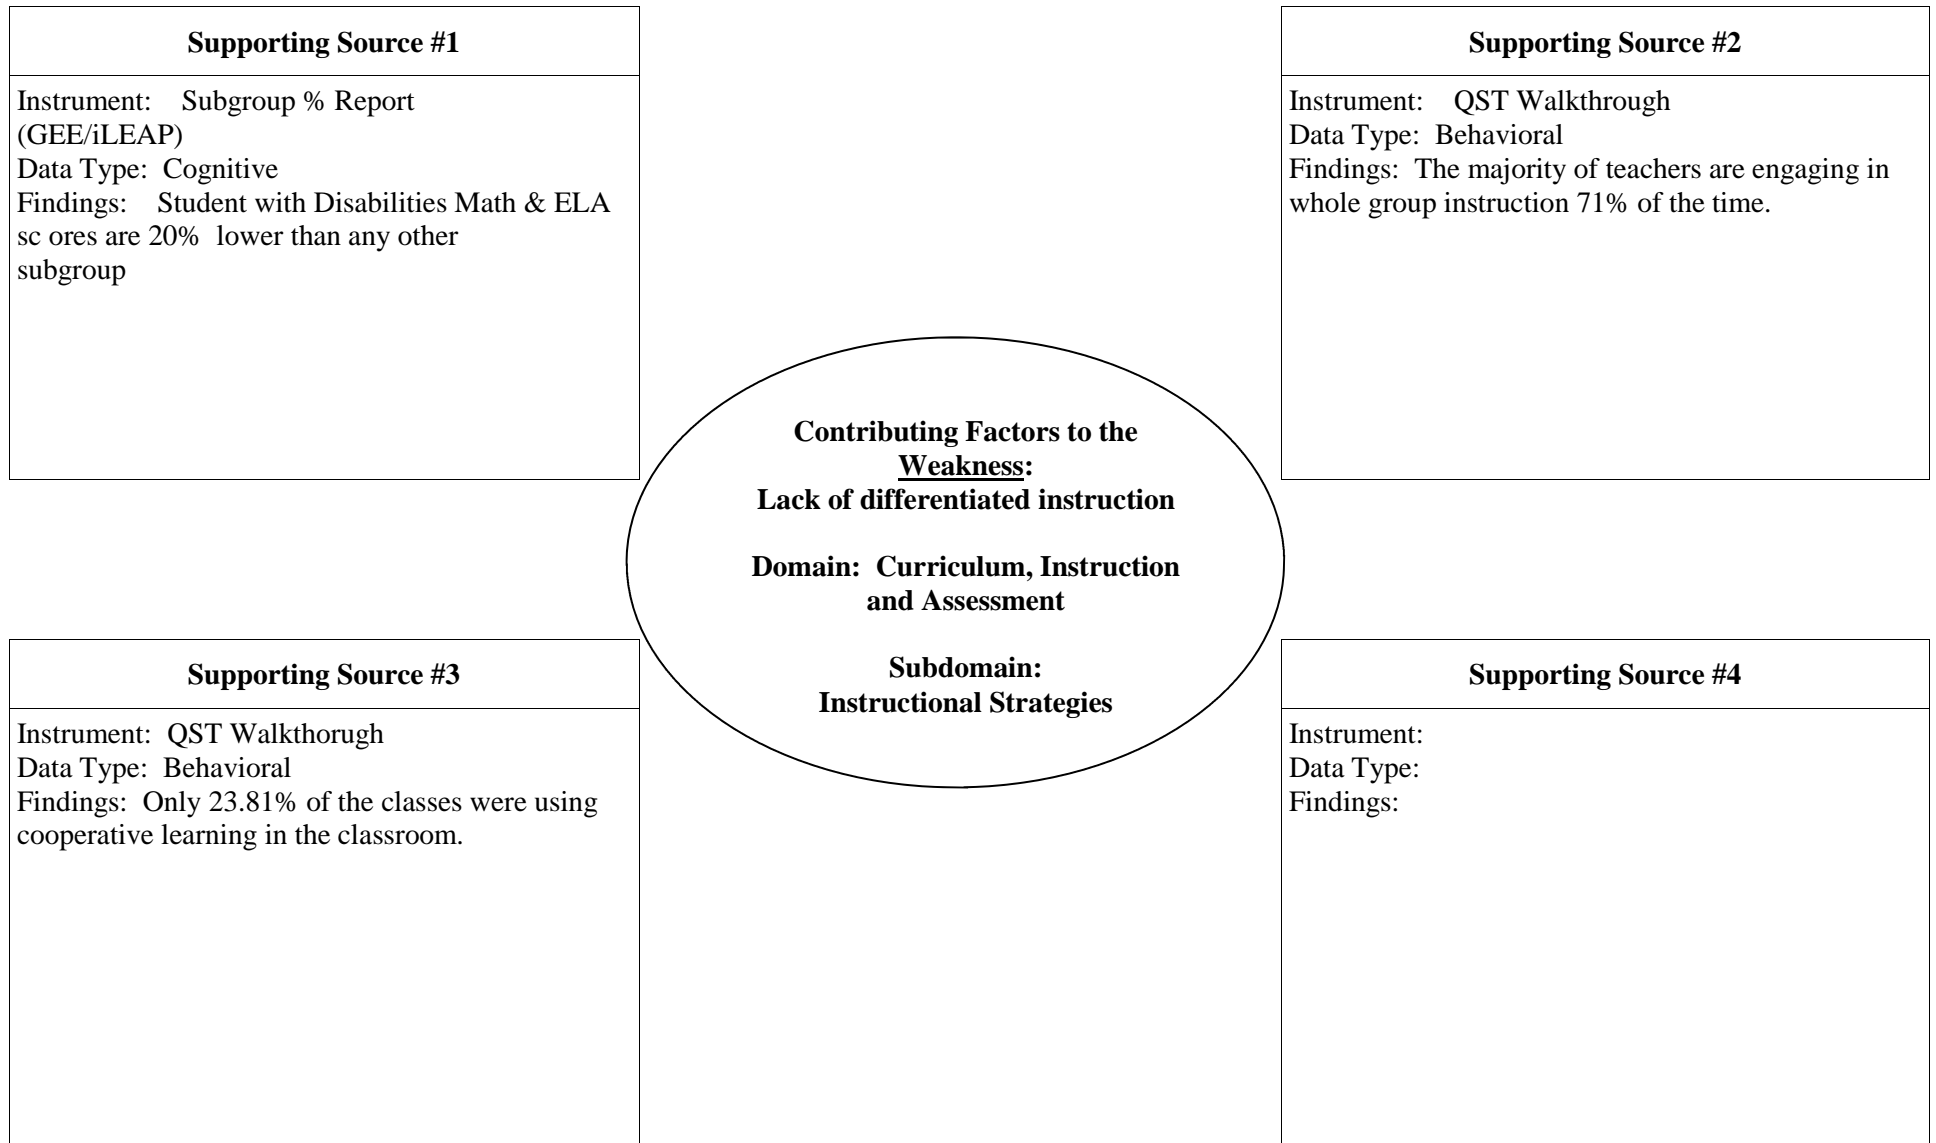 Supporting Source #1
Instrument: Subgroup % Report
(GEE/iLEAP)
Data Type: Cognitive
Findings: Student with Disabilities Math & ELA
sc ores are 20% lower than any other
subgroup
Supporting Source #2
Instrument: QST Walkthrough
Data Type: Behavioral
Findings: The majority of teachers are engaging in
whole group instruction 71% of the time.
Contributing Factors to the
Weakness:
Lack of differentiated instruction
Domain: Curriculum, Instruction
and Assessment
Subdomain:
Instructional Strategies
Supporting Source #3
Instrument: QST Walkthorugh
Data Type: Behavioral
Findings: Only 23.81% of the classes were using
cooperative learning in the classroom.
Supporting Source #4
Instrument:
Data Type:
Findings: